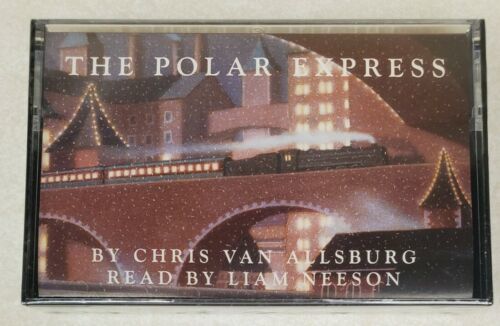 THE POLAR EXPRESS
BY CHRIS VAN ALLSBURG
READ BY LIAM NEESON